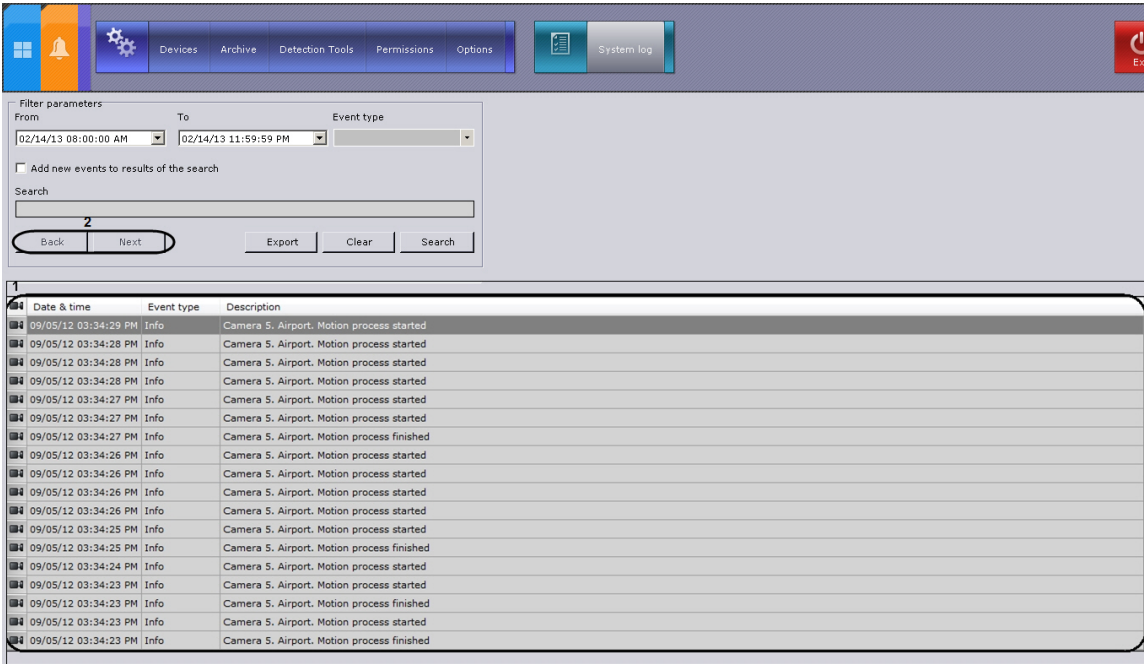 Devices Archive Detection Tools Permissions Options System log Ex
Filter parameters
From To Event type
02/14/13 08:00:00 AM 02/14/13 11:59:59 PM
Add new events to results of the search
Search
2
Back Next Export Clear Search
1
Date & time Event type Description
09/05/12 03:34:29 PM Info Camera 5. Airport. Motion process started
09/05/12 03:34:28 PM Info Camera 5. Airport. Motion process started
09/05/12 03:34:28 PM Info Camera 5. Airport. Motion process started
09/05/12 03:34:28 PM Info Camera 5. Airport. Motion process started
09/05/12 03:34:27 PM Info Camera 5. Airport. Motion process started
09/05/12 03:34:27 PM Info Camera 5. Airport. Motion process started
09/05/12 03:34:27 PM Info Camera 5. Airport. Motion process finished
09/05/12 03:34:26 PM Info Camera 5. Airport. Motion process started
09/05/12 03:34:26 PM Info Camera 5. Airport. Motion process started
09/05/12 03:34:26 PM Info Camera 5. Airport. Motion process started
09/05/12 03:34:26 PM Info Camera 5. Airport. Motion process started
09/05/12 03:34:25 PM Info Camera 5. Airport. Motion process started
09/05/12 03:34:25 PM Info Camera 5. Airport. Motion process finished
09/05/12 03:34:24 PM Info Camera 5. Airport. Motion process started
09/05/12 03:34:23 PM Info Camera 5. Airport. Motion process started
09/05/12 03:34:23 PM Info Camera 5. Airport. Motion process finished
09/05/12 03:34:23 PM Info Camera 5. Airport. Motion process started
09/05/12 03:34:23 PM Info Camera 5. Airport. Motion process finished